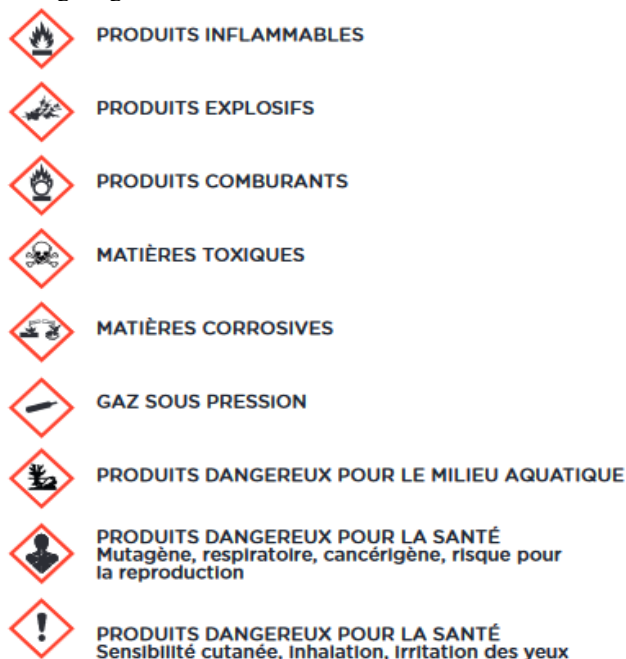 PRODUITS INFLAMMABLES
PRODUITS EXPLOSIFS
PRODUITS COMBURANTS
MATIÈRES TOXIQUES
MATIÈRES CORROSIVES
GAZ SOUS PRESSION
PRODUITS DANGEREUX POUR LE MILIEU AQUATIQUE
PRODUITS DANGEREUX POUR LA SANTÉ
Mutagène, respiratoire, cancérigène, risque pour
la reproduction
PRODUITS DANGEREUX POUR LA SANTÉ
Sensibilité cutanée, inhalation, irritation des yeux